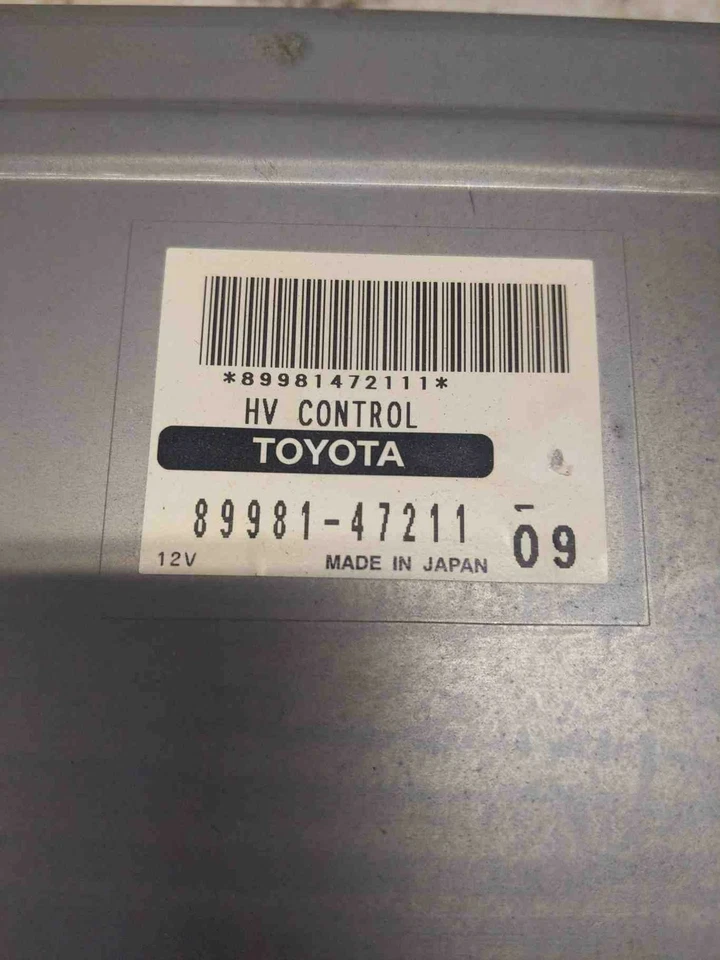 *89981472111*
HV CONTROL
TOYOTA
89981-47211 - 09
12V MADE IN JAPAN